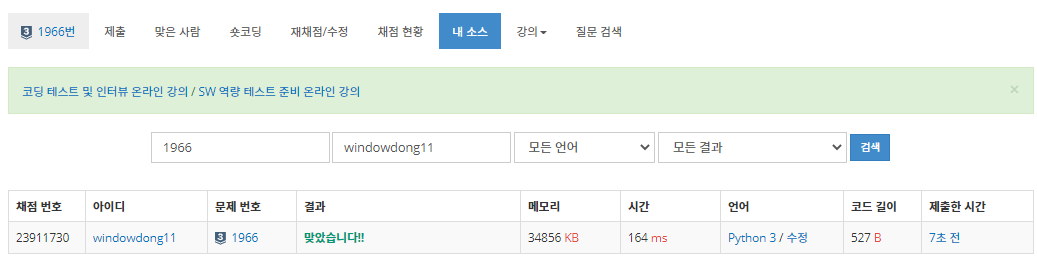 3 1966번 제출 맞은 사람 숏코딩 재채점/수정 채점 현황 내 소스 강의 질문 검색
코딩 테스트 및 인터뷰 온라인 강의 / SW 역량 테스트 준비 온라인 강의 ×
1966 windowdong11 모든 언어 모든 결과 검색
채점 번호 아이디 문제 번호 결과 메모리 시간 언어 코드 길이 제출한 시간
23911730 windowdong11 3 1966 맞았습니다!! 34856 KB 164 ms Python 3 / 수정 527 B 7초 전